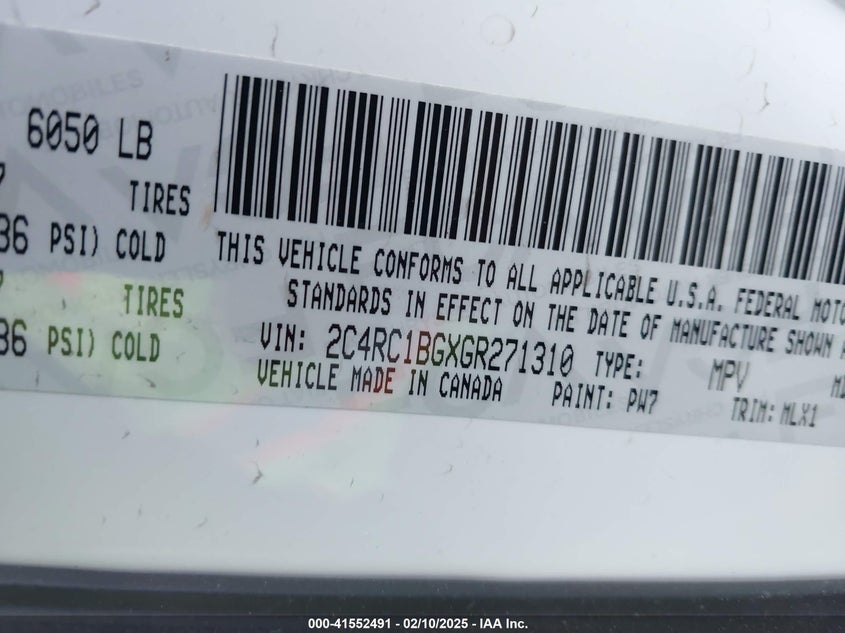 6050 LB
TIRES
36 PSI) COLD
TIRES
36 PSI) COLD
THIS VEHICLE CONFORMS TO ALL APPLICABLE U.S.A. FEDERAL MOTO
STANDARDS IN EFFECT ON THE DATE OF MANUFACTURE SHOWN A
VIN: 2C4RC1BGXGR271310 TYPE: MPV
VEHICLE MADE IN CANADA PAINT: PW7 TRIM: MLX1
000-41552491 - 02/10/2025 - IAA Inc.